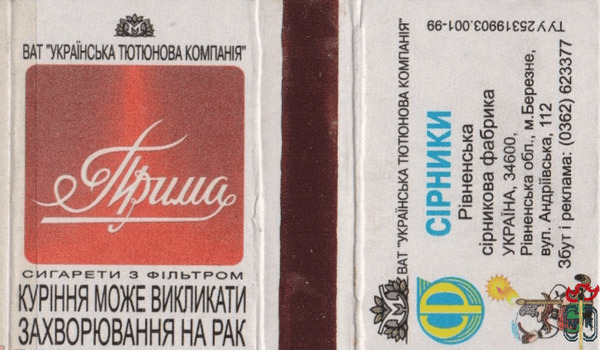 ВАТ "УКРАЇНСЬКА ТЮТЮНОВА КОМПАНІЯ"
Прима
СИГАРЕТИ З ФІЛЬТРОМ
КУРІННЯ МОЖЕ ВИКЛИКАТИ
ЗАХВОРЮВАННЯ НА РАК
ВАТ "УКРАЇНСЬКА ТЮТЮНОВА КОМПАНІЯ"
СІРНИКИ
Рівненська
сірникова фабрика
УКРАЇНА, 34600,
Рівненська обл., м.Березне,
вул. Андріївська, 112
Збут і реклама: (0362) 623377
ТУ У 25319903.001-99